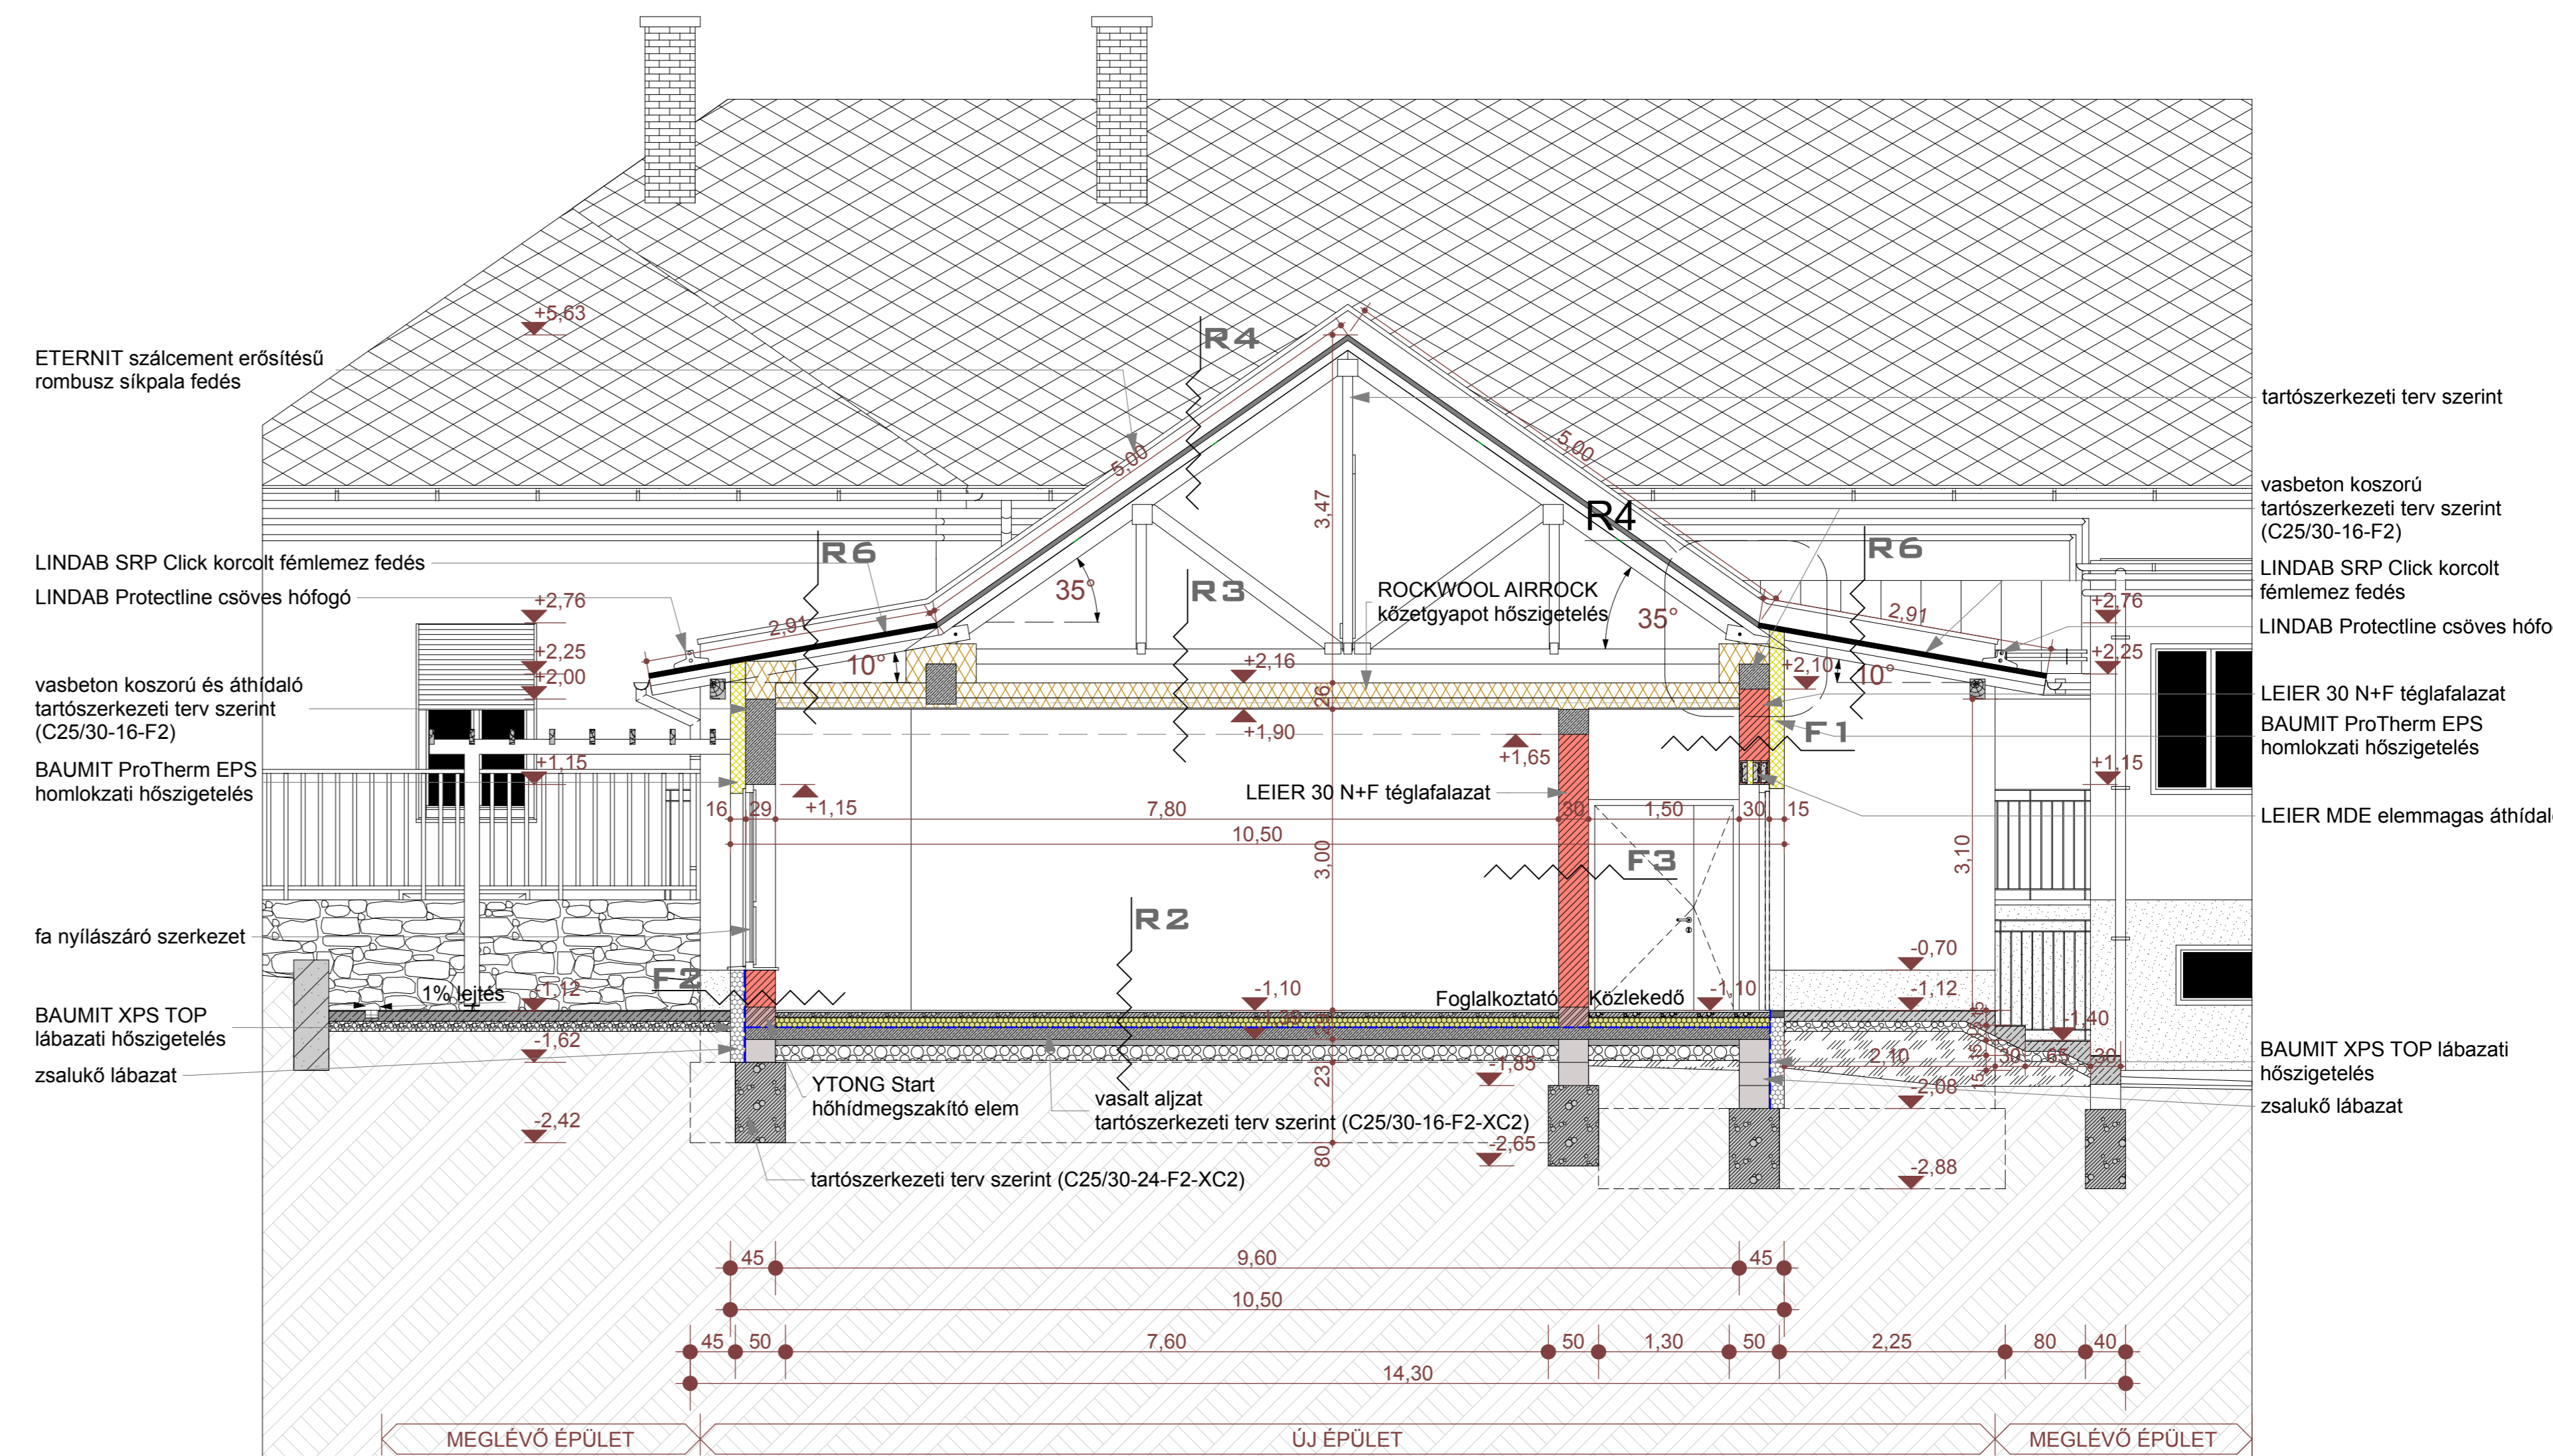 +5,63
R4
ETERNIT szálcement erősítésű
rombusz síkpala fedés
tartószerkezeti terv szerint
5,00
5,00
3,47
vasbeton koszorú
tartószerkezeti terv szerint
(C25/30-16-F2)
R4
R6
R6
LINDAB SRP Click korcolt fémlemez fedés
LINDAB SRP Click korcolt
fémlemez fedés
LINDAB Protectline csöves hófogó
+2,76
35°
R3
ROCKWOOL AIRROCK
kőzetgyapot hőszigetelés
35°
2,91
+2,76
2,91
LINDAB Protectline csöves hófo
+2,25
10°
+2,16
+2,10
10°
+2,25
vasbeton koszorú és áthídaló
tartószerkezeti terv szerint
(C25/30-16-F2)
+2,00
26
LEIER 30 N+F téglafalazat
+1,90
F1
BAUMIT ProTherm EPS
homlokzati hőszigetelés
+1,65
BAUMIT ProTherm EPS
homlokzati hőszigetelés
+1,15
+1,15
LEIER 30 N+F téglafalazat
+1,15
16
29
7,80
30
1,50
30
15
LEIER MDE elemmagas áthídal
10,50
3,00
3,10
F3
R2
fa nyílászáró szerkezet
-0,70
F2
1% lejtés
-1,12
-1,10
Foglalkoztató
Közlekedő
-1,10
-1,12
BAUMIT XPS TOP
lábazati hőszigetelés
-1,30
-1,40
-1,62
zsalukő lábazat
2,10
30
65
30
BAUMIT XPS TOP lábazati
hőszigetelés
23
-1,85
15
YTONG Start
hőhídmegszakító elem
vasalt aljzat
tartószerkezeti terv szerint (C25/30-16-F2-XC2)
-2,08
zsalukő lábazat
-2,42
80
-2,65
tartószerkezeti terv szerint (C25/30-24-F2-XC2)
-2,88
45
9,60
45
10,50
45
50
7,60
50
1,30
50
2,25
80
40
14,30
MEGLÉVŐ ÉPÜLET
ÚJ ÉPÜLET
MEGLÉVŐ ÉPÜLET